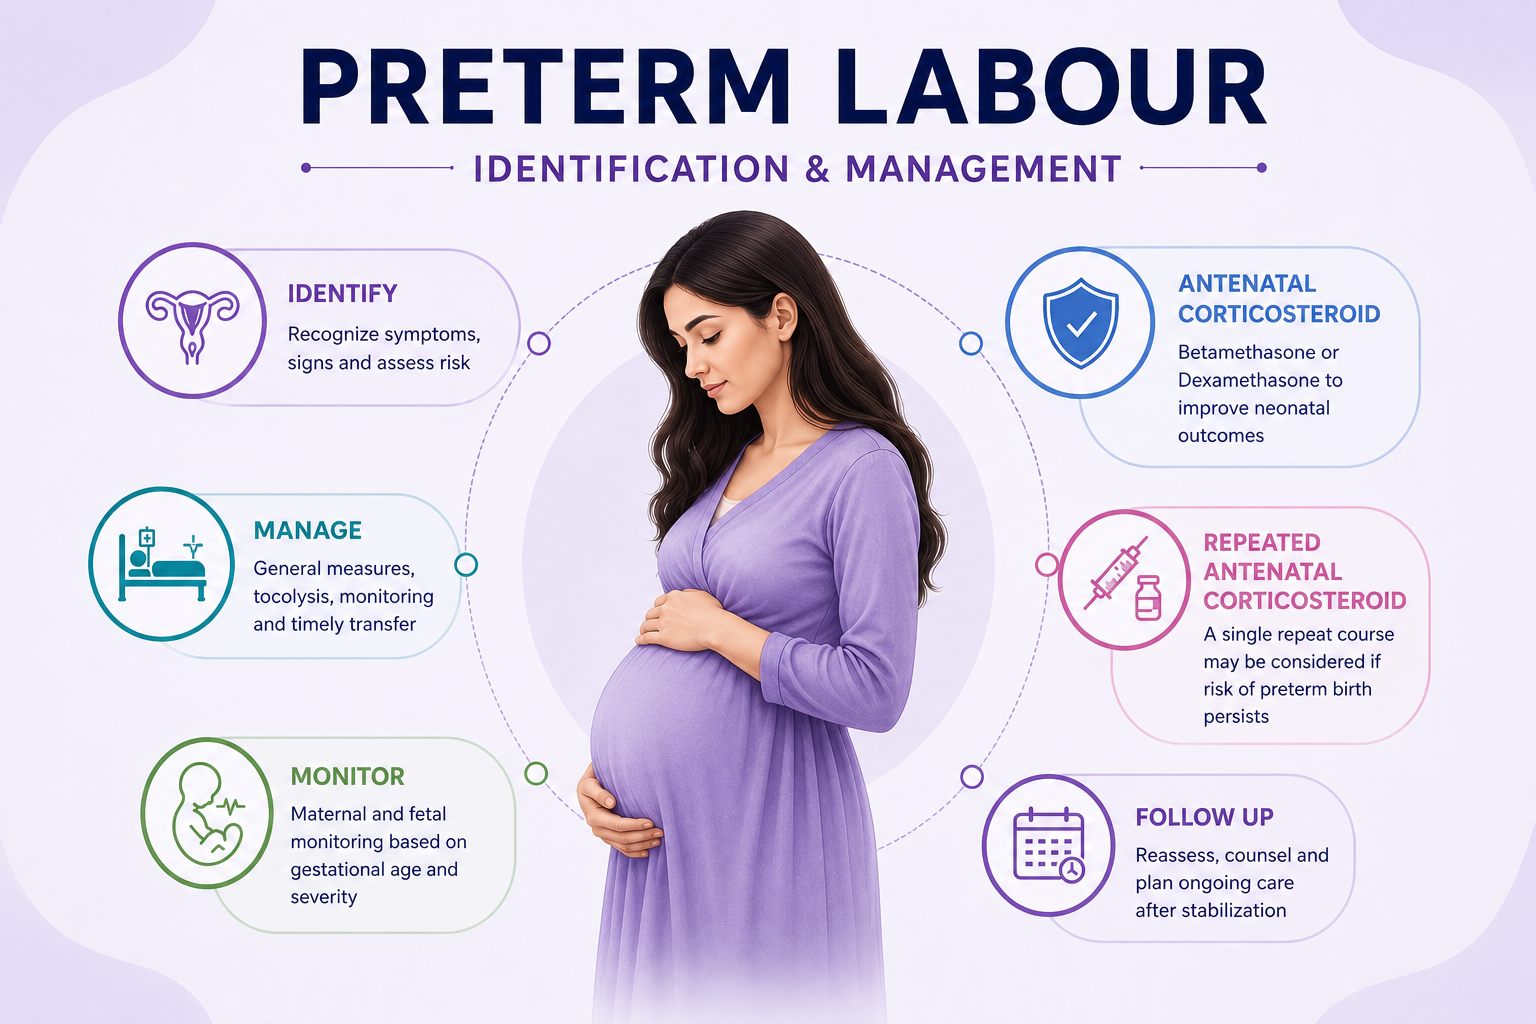 PRETERM LABOUR
IDENTIFICATION & MANAGEMENT
IDENTIFY
Recognize symptoms,
signs and assess risk
MANAGE
General measures,
tocolysis, monitoring
and timely transfer
MONITOR
Maternal and fetal
monitoring based on
gestational age and
severity
ANTENATAL
CORTICOSTEROID
Betamethasone or
Dexamethasone to
improve neonatal
outcomes
REPEATED
ANTENATAL
CORTICOSTEROID
A single repeat course
may be considered if
risk of preterm birth
persists
FOLLOW UP
Reassess, counsel and
plan ongoing care
after stabilization